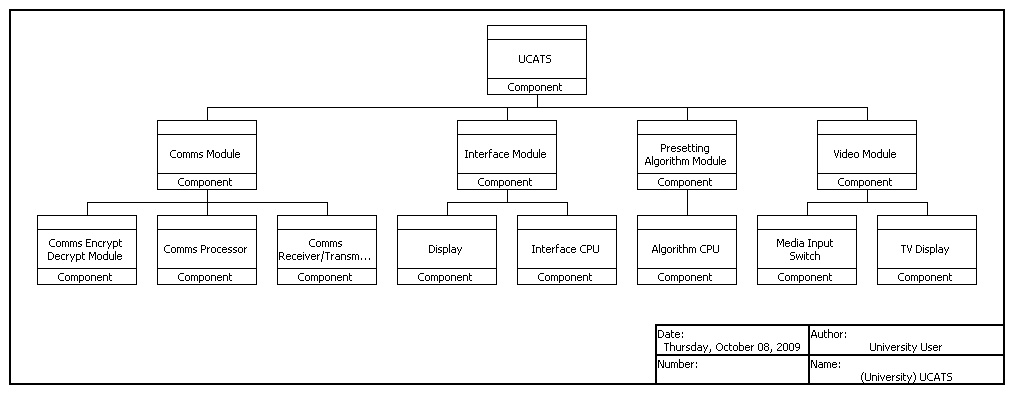 UCATS
Component
Comms Module
Component
Interface Module
Component
Presetting
Algorithm Module
Component
Video Module
Component
Comms Encrypt
Decrypt Module
Component
Comms Processor
Component
Comms
Receiver/Transm...
Component
Display
Component
Interface CPU
Component
Algorithm CPU
Component
Media Input
Switch
Component
TV Display
Component
Date:
Thursday, October 08, 2009
Author:
University User
Number:
Name:
(University) UCATS